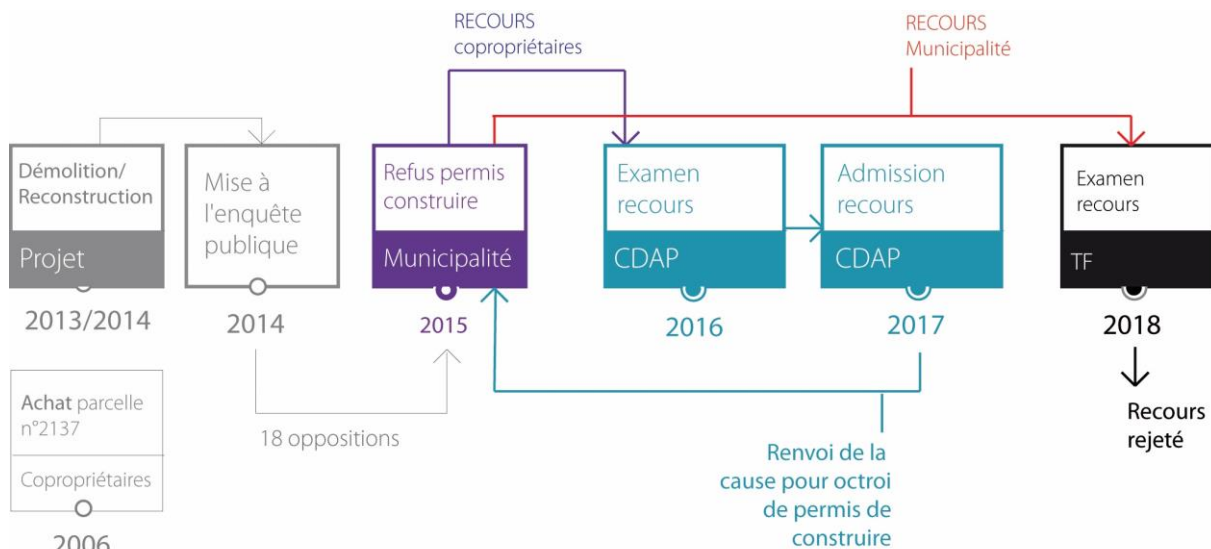 RECOURS
copropriétaires
RECOURS
Municipalité
Démolition/
Reconstruction
Projet
2013/2014
Mise à
l'enquête
publique
2014
Refus permis
construire
Municipalité
2015
Examen
recours
CDAP
2016
Admission
recours
CDAP
2017
Examen
recours
TF
2018
Achat parcelle
n°2137
Copropriétaires
2006
18 oppositions
Renvoi de la
cause pour octroi
de permis de
construire
Recours
rejeté